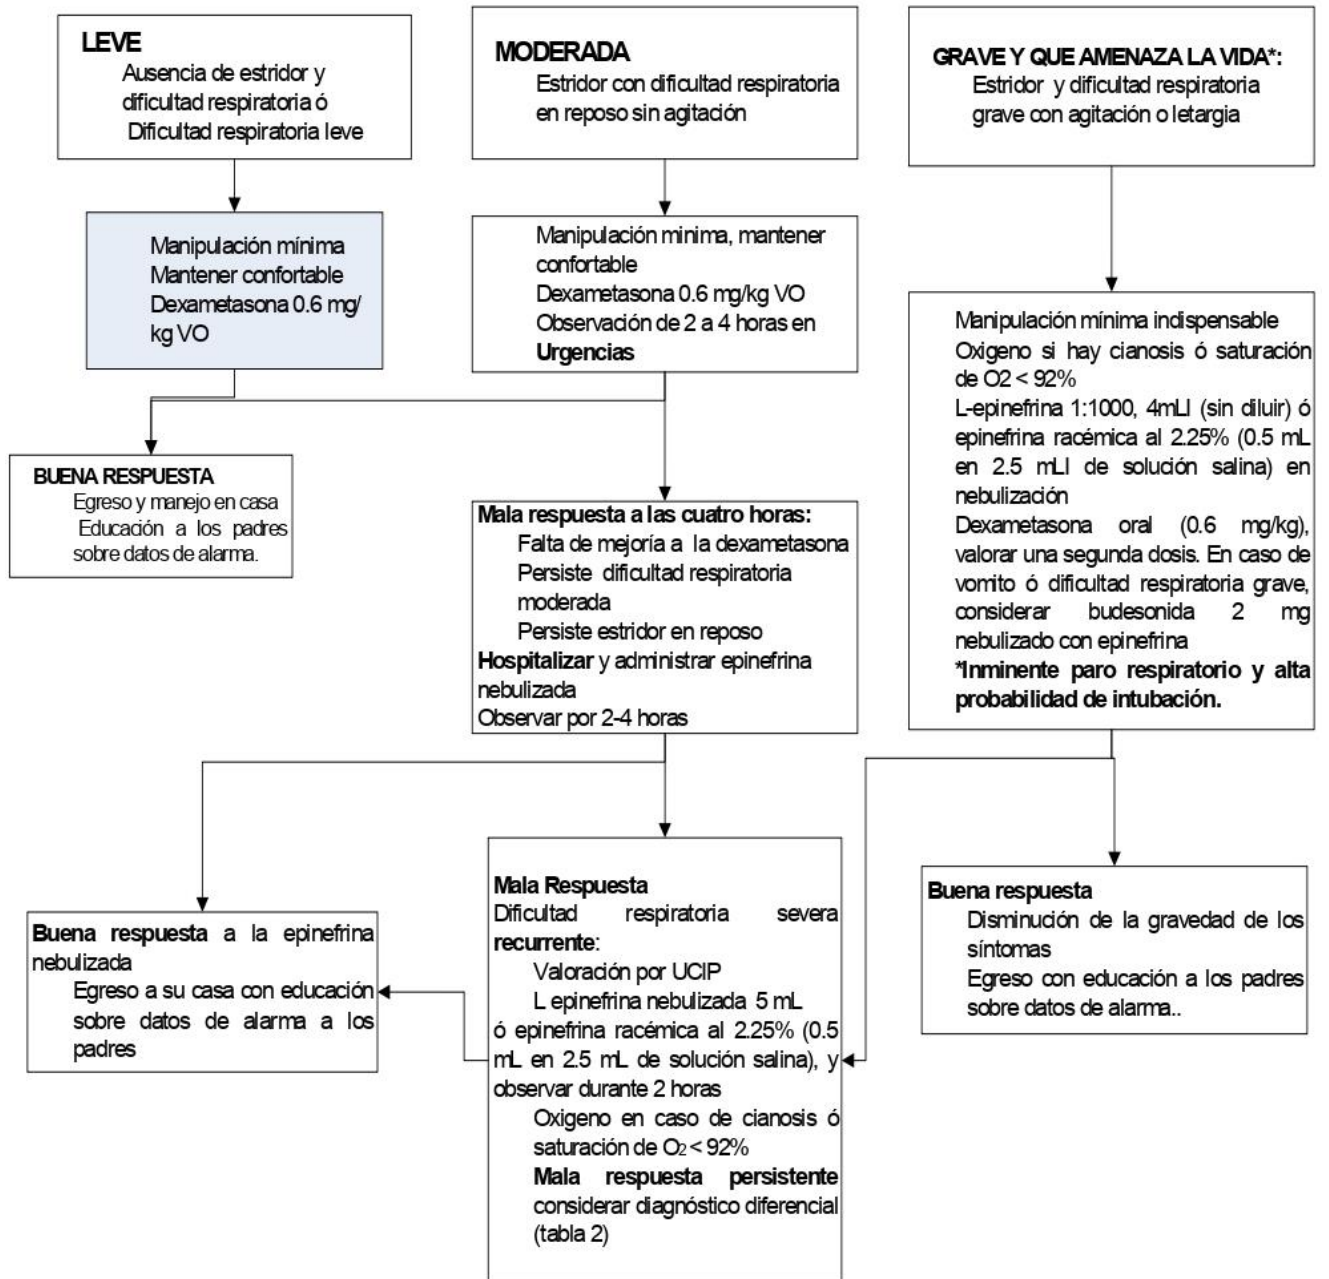 LEVE
Ausencia de estridor y
dificultad respiratoria ó
Dificultad respiratoria leve
MODERADA
Estridor con dificultad respiratoria
en reposo sin agitación
GRAVE Y QUE AMENAZA LA VIDA*:
Estridor y dificultad respiratoria
grave con agitación o letargia
Manipulación mínima
Mantener confortable
Dexametasona 0.6 mg/
kg VO
Manipulación minima, mantener
confortable
Dexametasona 0.6 mg/kg VO
Observación de 2 a 4 horas en
Urgencias
Manipulación mínima indispensable
Oxigeno si hay cianosis ó saturación
de O2 < 92%
L-epinefrina 1:1000, 4mLl (sin diluir) ó
epinefrina racémica al 2.25% (0.5 mL
en 2.5 mLl de solución salina) en
nebulización
Dexametasona oral (0.6 mg/kg),
valorar una segunda dosis. En caso de
vomito ó dificultad respiratoria grave,
considerar budesonida 2 mg
nebulizado con epinefrina
*Inminente paro respiratorio y alta
probabilidad de intubación.
BUENA RESPUESTA
Egreso y manejo en casa
Educación a los padres
sobre datos de alarma.
Mala respuesta a las cuatro horas:
Falta de mejoría a la dexametasona
Persiste dificultad respiratoria
moderada
Persiste estridor en reposo
Hospitalizar y administrar epinefrina
nebulizada
Observar por 2-4 horas
Buena respuesta a la epinefrina
nebulizada
Egreso a su casa con educación
sobre datos de alarma a los
padres
Mala Respuesta
Dificultad respiratoria severa
recurrente:
Valoración por UCIP
L epinefrina nebulizada 5 mL
ó epinefrina racémica al 2.25% (0.5
mL en 2.5 mL de solución salina), y
observar durante 2 horas
Oxigeno en caso de cianosis ó
saturación de O2 < 92%
Mala respuesta persistente
considerar diagnóstico diferencial
(tabla 2)
Buena respuesta
Disminución de la gravedad de los
síntomas
Egreso con educación a los padres
sobre datos de alarma..